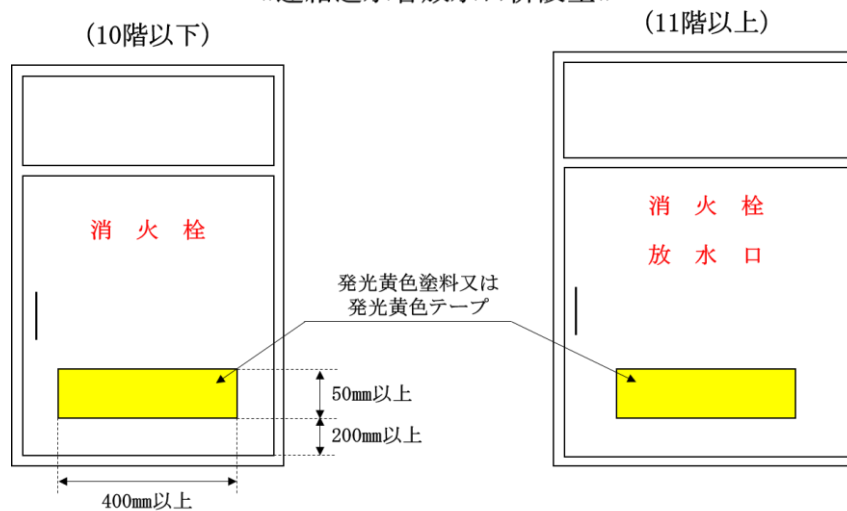 (10階以下)
(11階以上)
消火栓
消火栓
放水口
発光黄色塗料又は
発光黄色テープ
50mm以上
200mm以上
400mm以上